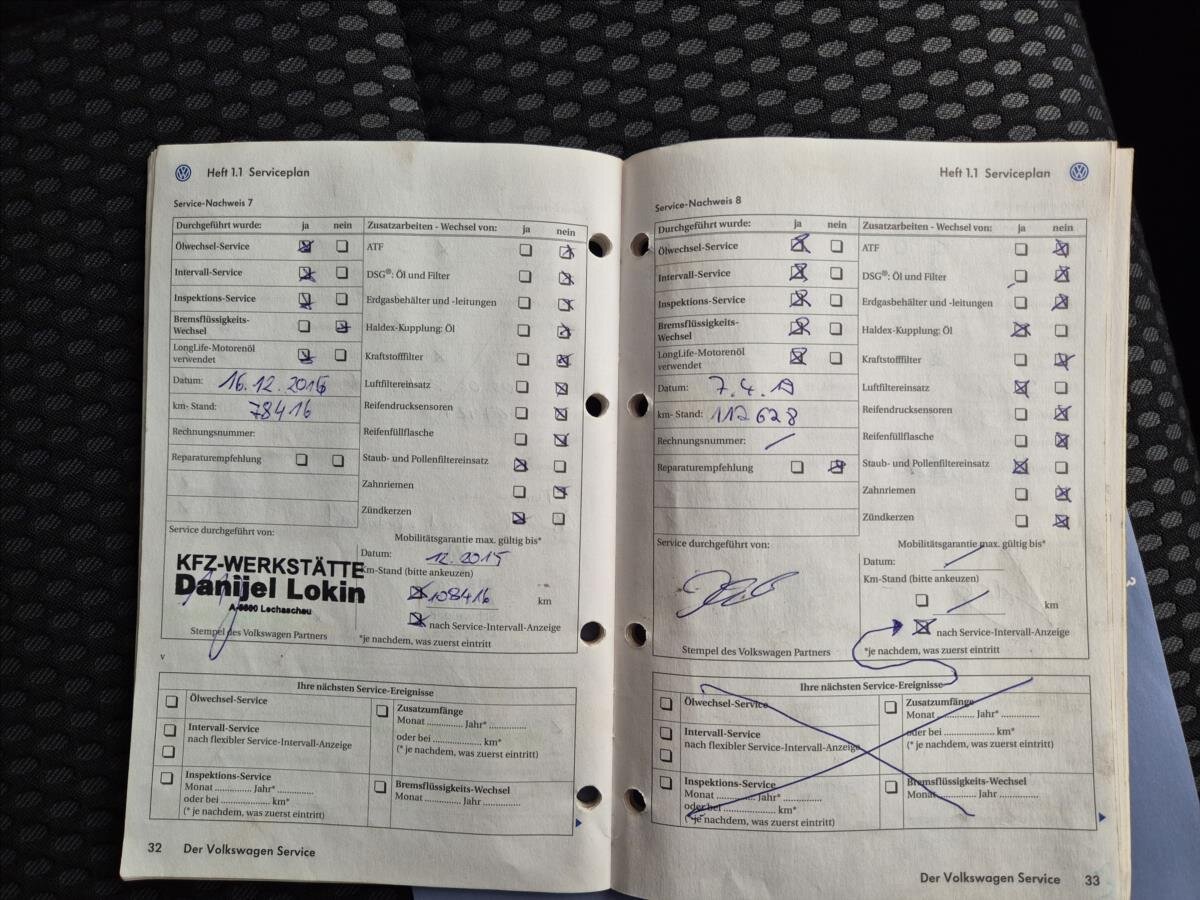 Heft 1.1 Serviceplan
Service-Nachweis 7
Durchgeführt wurde: ja nein
Ölwechsel-Service
Intervall-Service
Inspektions-Service
Bremsflüssigkeits-
Wechsel
LongLife-Motorenöl
verwendet
Datum: 16.12.2015
km-Stand: 78416
Rechnungsnummer:
Reparaturempfehlung
Zusatzarbeiten - Wechsel von: ja nein
ATF
DSG®: Öl und Filter
Erdgasbehälter und -leitungen
Haldex-Kupplung: Öl
Kraftstofffilter
Luftfiltereinsatz
Reifendrucksensoren
Reifenfüllflasche
Staub- und Pollenfiltereinsatz
Zahnriemen
Zündkerzen
Service durchgeführt von:
KFZ-WERKSTÄTTE
Danijel Lokin
A-6600 Lechaschau
Stempel des Volkswagen Partners
Mobilitätsgarantie max. gültig bis*
Datum: 12.2015
Km-Stand (bitte ankeuzen)
108416 km
nach Service-Intervall-Anzeige
*je nachdem, was zuerst eintritt
v
Ihre nächsten Service-Ereignisse
Ölwechsel-Service
Intervall-Service
nach flexibler Service-Intervall-Anzeige
Inspektions-Service
Monat .............. Jahr* ..............
oder bei ...................... km*
(* je nachdem, was zuerst eintritt)
Zusatzumfänge
Monat .............. Jahr* ..............
oder bei ...................... km*
(* je nachdem, was zuerst eintritt)
Bremsflüssigkeits-Wechsel
Monat .............. Jahr ..............
32 Der Volkswagen Service
Heft 1.1 Serviceplan
Service-Nachweis 8
Durchgeführt wurde: ja nein
Ölwechsel-Service
Intervall-Service
Inspektions-Service
Bremsflüssigkeits-
Wechsel
LongLife-Motorenöl
verwendet
Datum: 7.4.19
km- Stand: 112628
Rechnungsnummer: /
Reparaturempfehlung
Zusatzarbeiten - Wechsel von: ja nein
ATF
DSG®: Öl und Filter
Erdgasbehälter und -leitungen
Haldex-Kupplung: Öl
Kraftstofffilter
Luftfiltereinsatz
Reifendrucksensoren
Reifenfüllflasche
Staub- und Pollenfiltereinsatz
Zahnriemen
Zündkerzen
Service durchgeführt von:
Stempel des Volkswagen Partners
Mobilitätsgarantie max. gültig bis*
Datum: /
Km-Stand (bitte ankeuzen)
/ km
nach Service-Intervall-Anzeige
*je nachdem, was zuerst eintritt
Ihre nächsten Service-Ereignisse
Ölwechsel-Service
Intervall-Service
nach flexibler Service-Intervall-Anzeige
Inspektions-Service
Monat .............. Jahr* ..............
oder bei ...................... km*
(* je nachdem, was zuerst eintritt)
Zusatzumfänge
Monat .............. Jahr* ..............
oder bei ...................... km*
(* je nachdem, was zuerst eintritt)
Bremsflüssigkeits-Wechsel
Monat .............. Jahr ..............
Der Volkswagen Service 33